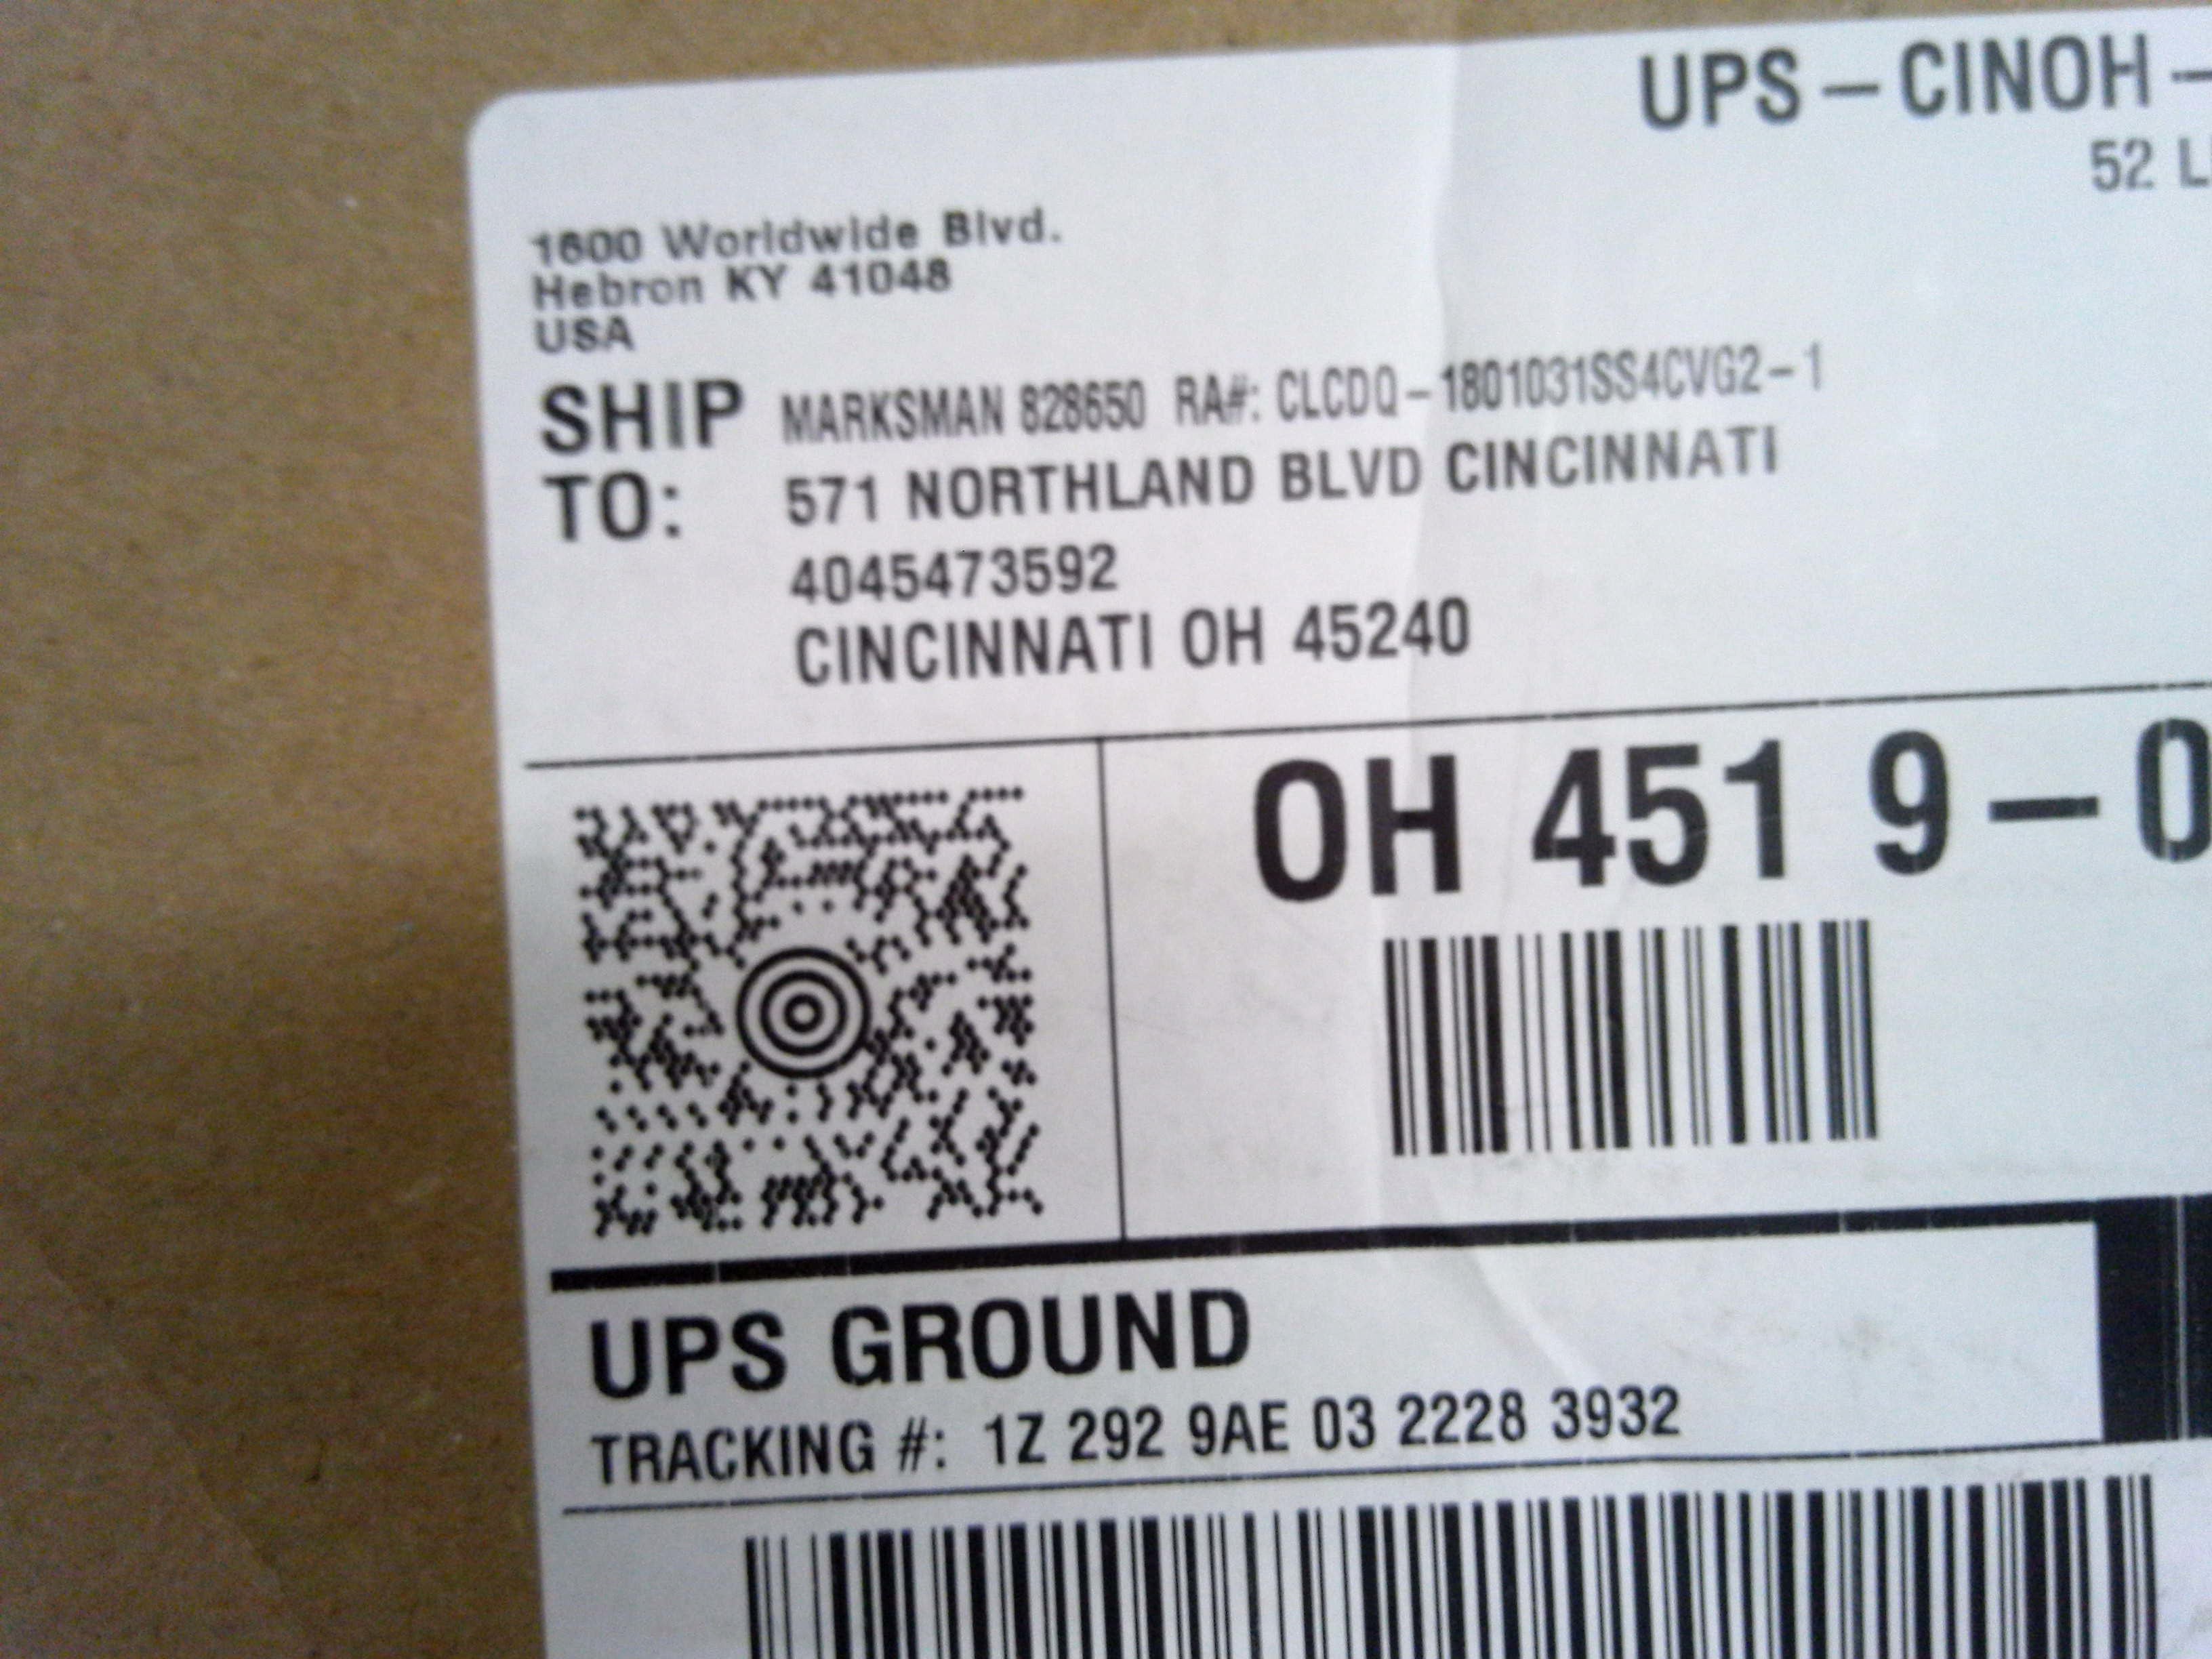 UPS – CINOH –
52 L
1600 Worldwide Blvd.
Hebron KY 41048
USA
SHIP TO: MARKSMAN 828650 RA#: CLCDQ–1801031SS4CVG2–1
571 NORTHLAND BLVD CINCINNATI
4045473592
CINCINNATI OH 45240
OH 451 9 – 0
UPS GROUND
TRACKING #: 1Z 292 9AE 03 2228 3932